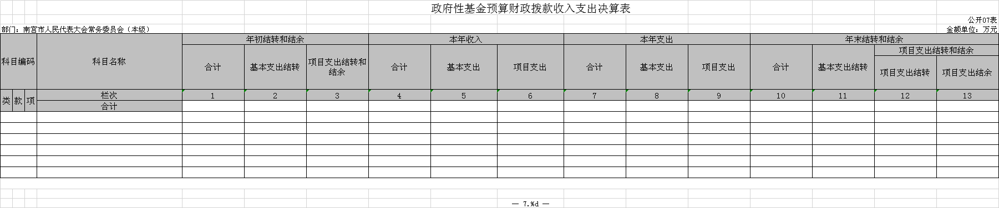 政府性基金预算财政拨款收入支出决算表
公开07表
部门：南宫市人民代表大会常务委员会（本级）
金额单位：万元
科目编码 科目名称 年初结转和结余 本年收入 本年支出 年末结转和结余
合计 基本支出结转 项目支出结转和
结余
合计 基本支出 项目支出 合计 基本支出 项目支出 合计 基本支出结转 项目支出结转和结余
项目支出结转 项目支出结余
类 款 项 栏次 1 2 3 4 5 6 7 8 9 10 11 12 13
合计
— 7.%d —